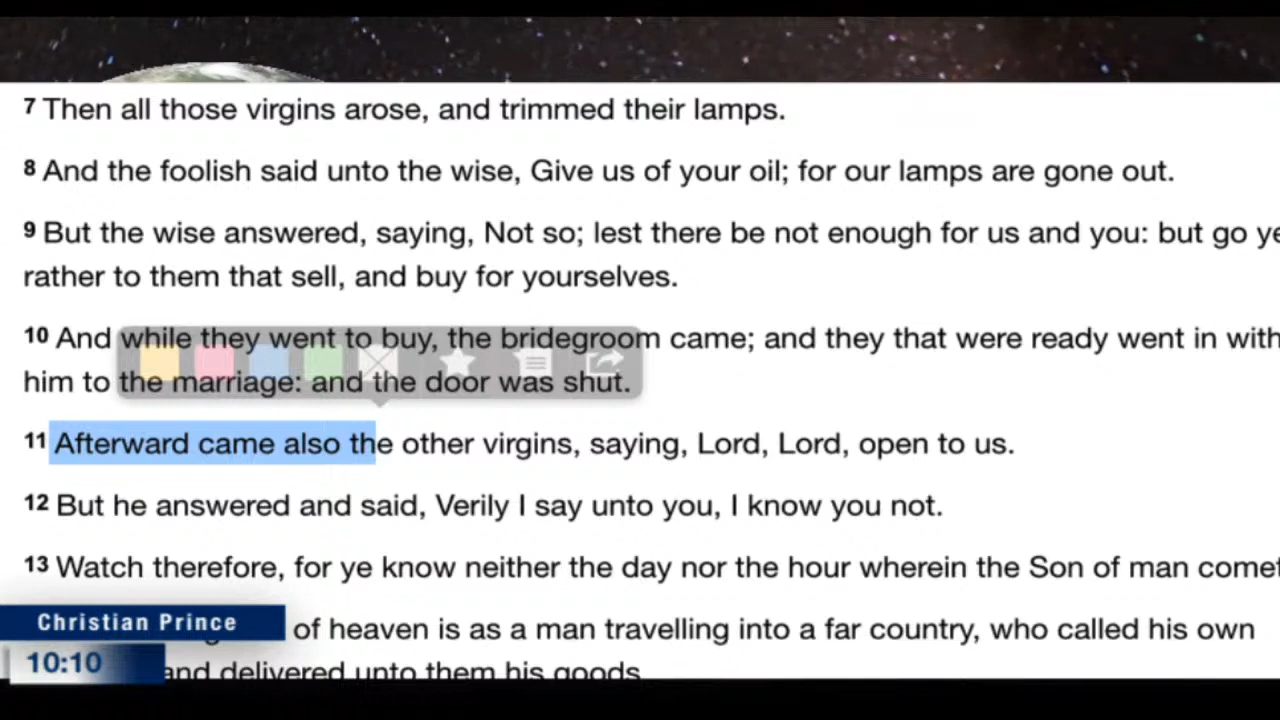 7 Then all those virgins arose, and trimmed their lamps.
8 And the foolish said unto the wise, Give us of your oil; for our lamps are gone out.
9 But the wise answered, saying, Not so; lest there be not enough for us and you: but go ye
rather to them that sell, and buy for yourselves.
10 And while they went to buy, the bridegroom came; and they that were ready went in with
him to the marriage: and the door was shut.
11 Afterward came also the other virgins, saying, Lord, Lord, open to us.
12 But he answered and said, Verily I say unto you, I know you not.
13 Watch therefore, for ye know neither the day nor the hour wherein the Son of man comet
Christian Prince
of heaven is as a man travelling into a far country, who called his own
10:10
and delivered unto them his goods